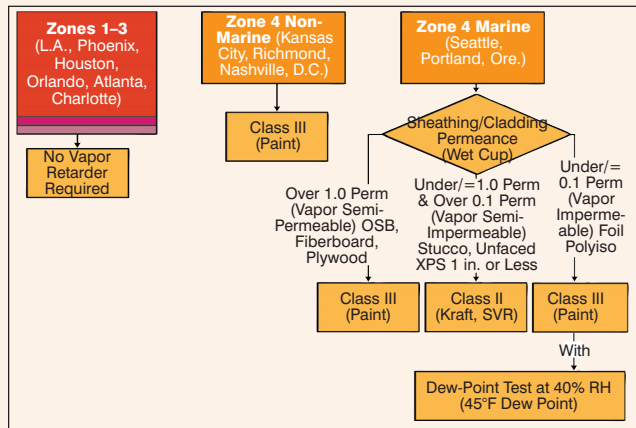 Zones 1–3
(L.A., Phoenix,
Houston,
Orlando, Atlanta,
Charlotte)
No Vapor
Retarder
Required
Zone 4 Non-
Marine (Kansas
City, Richmond,
Nashville, D.C.)
Class III
(Paint)
Zone 4 Marine
(Seattle,
Portland, Ore.)
Sheathing/Cladding
Permeance
(Wet Cup)
Over 1.0 Perm
(Vapor Semi-
Permeable) OSB,
Fiberboard,
Plywood
Under/=1.0 Perm
& Over 0.1 Perm
(Vapor Semi-
Impermeable)
Stucco, Unfaced
XPS 1 in. or Less
Under/=
0.1 Perm
(Vapor
Imperme-
able) Foil
Polyiso
Class III
(Paint)
Class II
(Kraft, SVR)
Class III
(Paint)
With
Dew-Point Test at 40% RH
(45°F Dew Point)